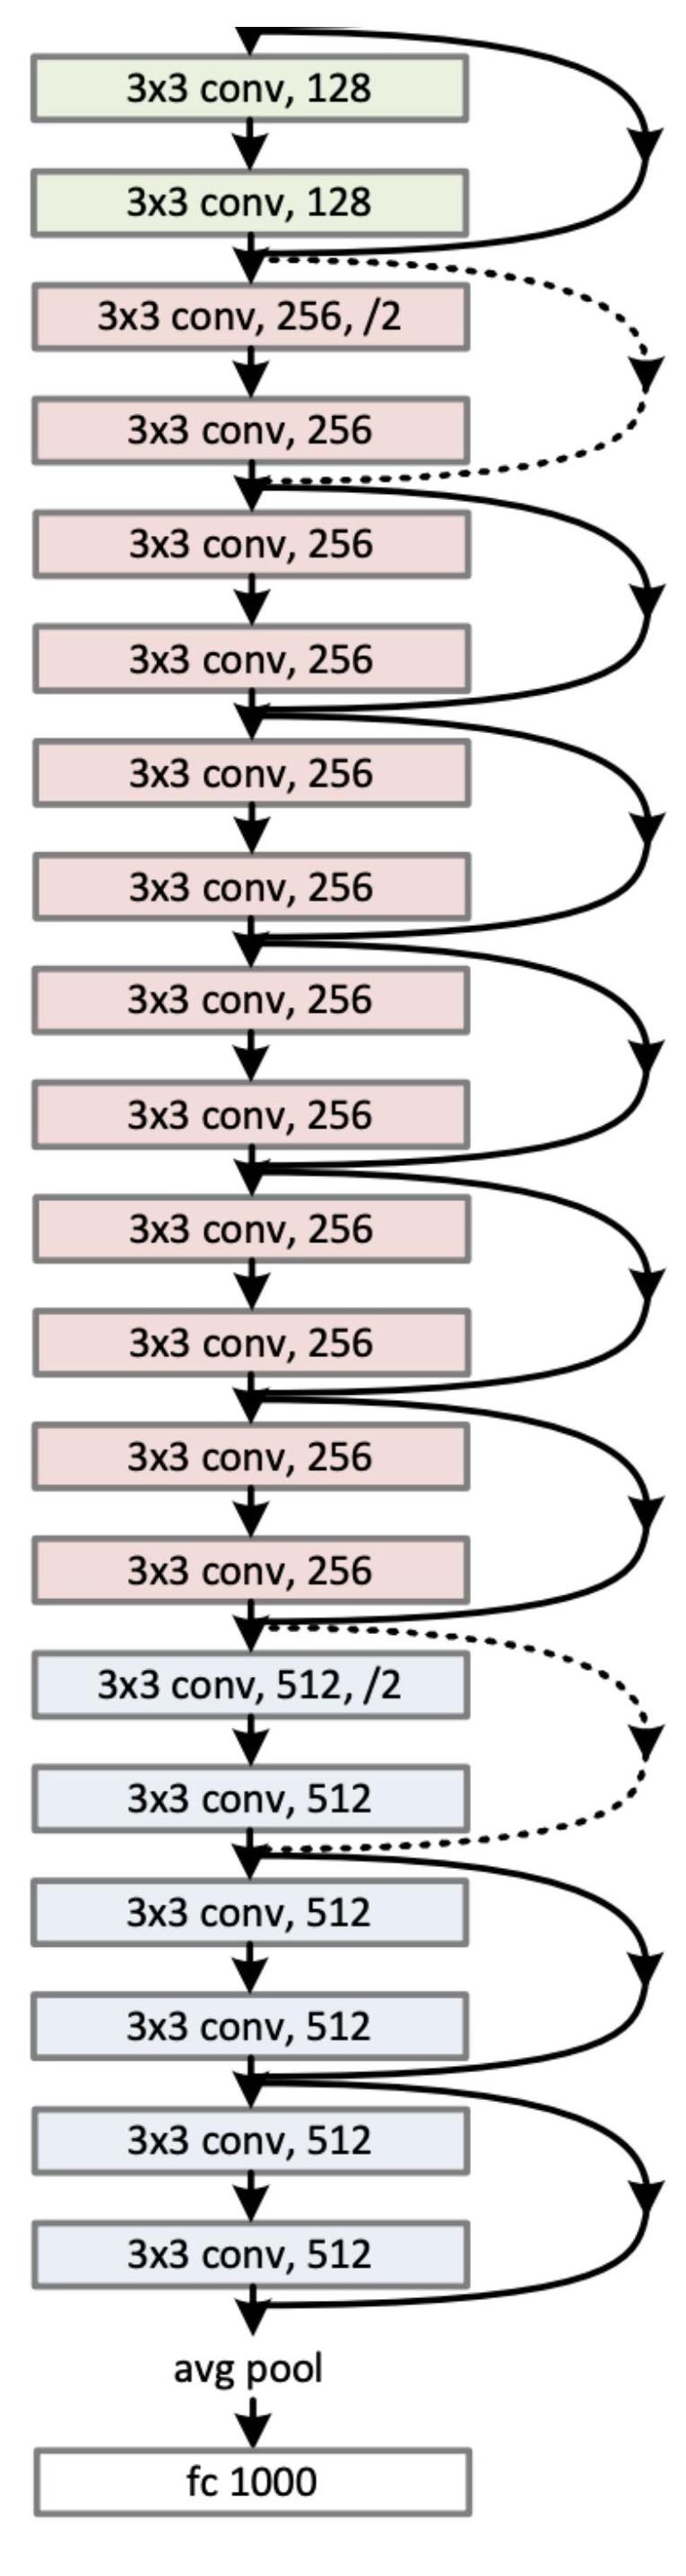 3x3 conv, 128
3x3 conv, 128
3x3 conv, 256, /2
3x3 conv, 256
3x3 conv, 256
3x3 conv, 256
3x3 conv, 256
3x3 conv, 256
3x3 conv, 256
3x3 conv, 256
3x3 conv, 256
3x3 conv, 256
3x3 conv, 256
3x3 conv, 256
3x3 conv, 512, /2
3x3 conv, 512
3x3 conv, 512
3x3 conv, 512
3x3 conv, 512
3x3 conv, 512
avg pool
fc 1000